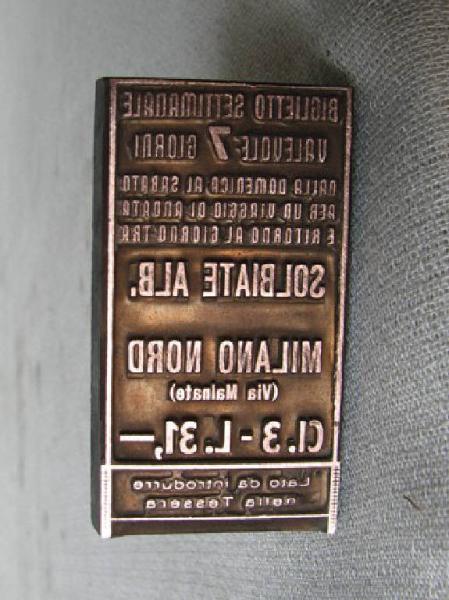 BIGLIETTO SETTIMANALE
VALEVOLE 7 GIORNI
DALLA DOMENICA AL SABATO
PER UN VIAGGIO DI ANDATA
E RITORNO AL GIORNO TRA
SOLBIATE ALB.
MILANO NORD
(Via Malnate)
Cl. 3 - L. 31,—
Lato da introdurre
nella Tessera